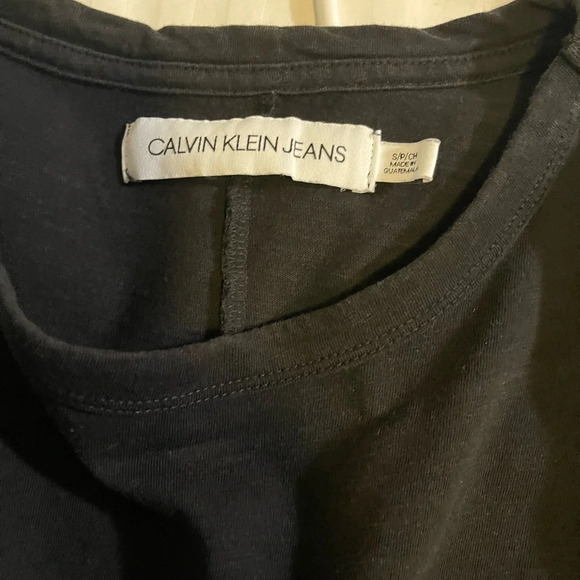 CALVIN KLEIN JEANS
S/P/CH
MADE IN
GUATEMALA